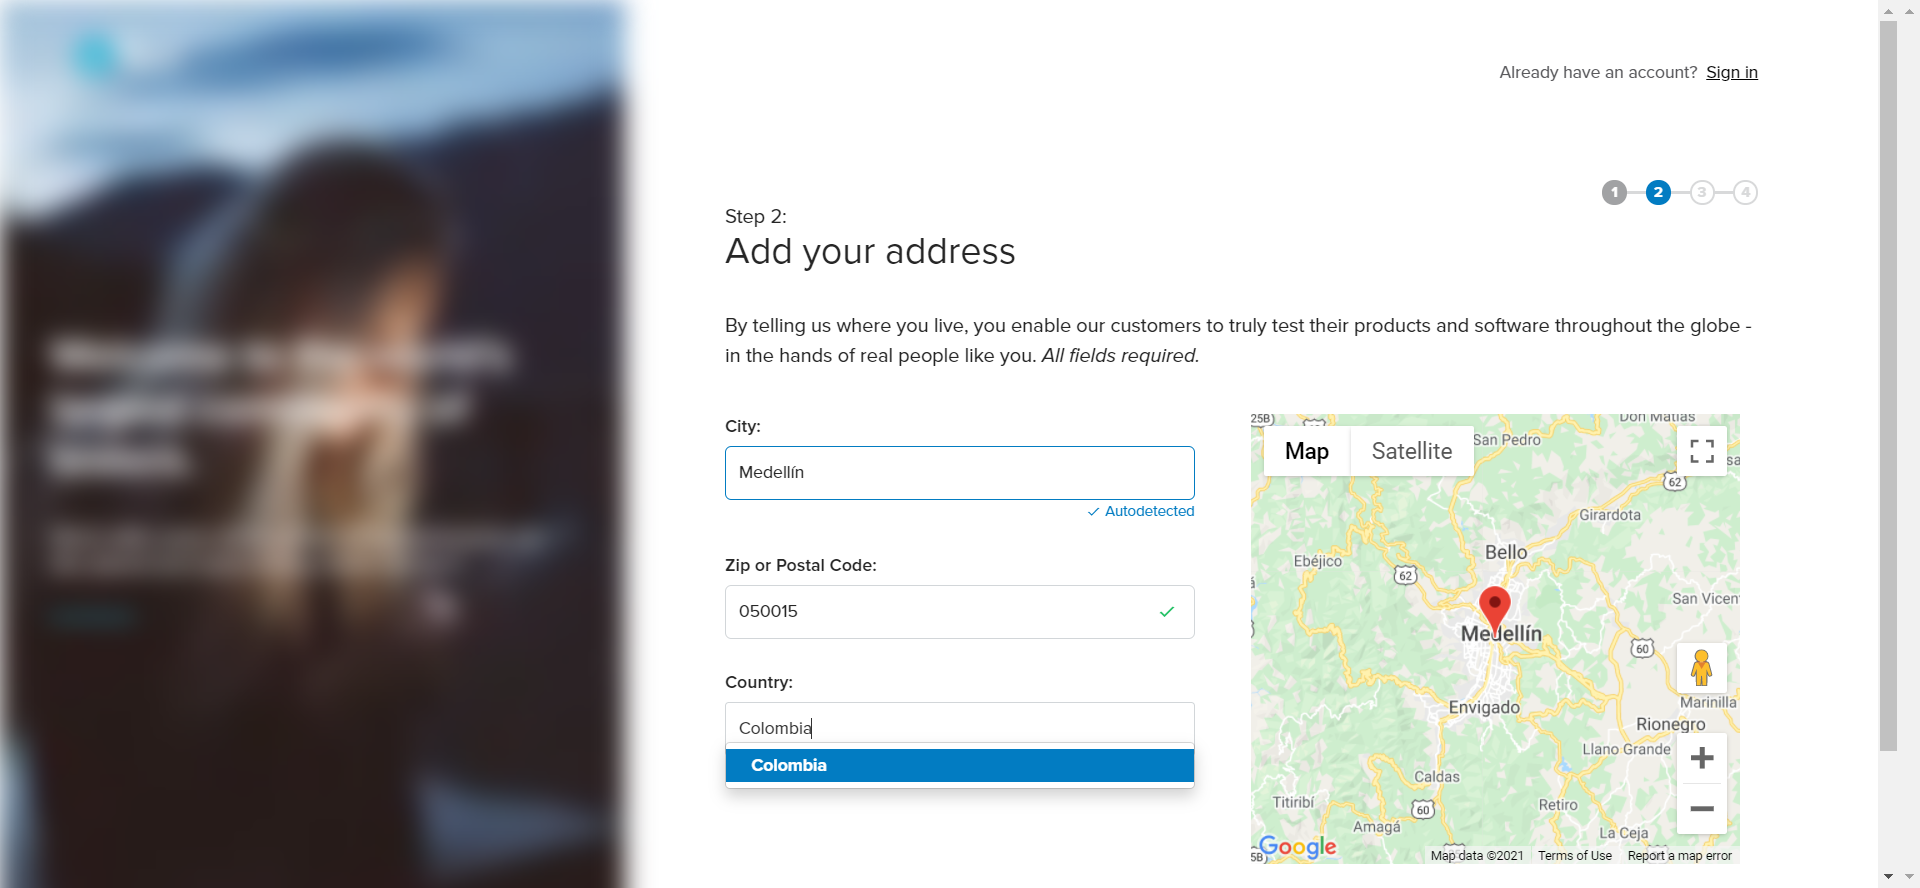 Already have an account? Sign in
1 2 3 4
Step 2:
Add your address
By telling us where you live, you enable our customers to truly test their products and software throughout the globe -
in the hands of real people like you. All fields required.
City:
Medellín
Autodetected
Zip or Postal Code:
050015
Country:
Colombia
Colombia
Map Satellite
25B
Don Matías
San Pedro
62
Girardota
Bello
Ebéjico
62
San Vicen
Medellín
60
Envigado
Marinilla
Rionegro
Llano Grande
Caldas
Titiribí
60
Retiro
Amagá
La Ceja
Google
Map data ©2021 Terms of Use Report a map error